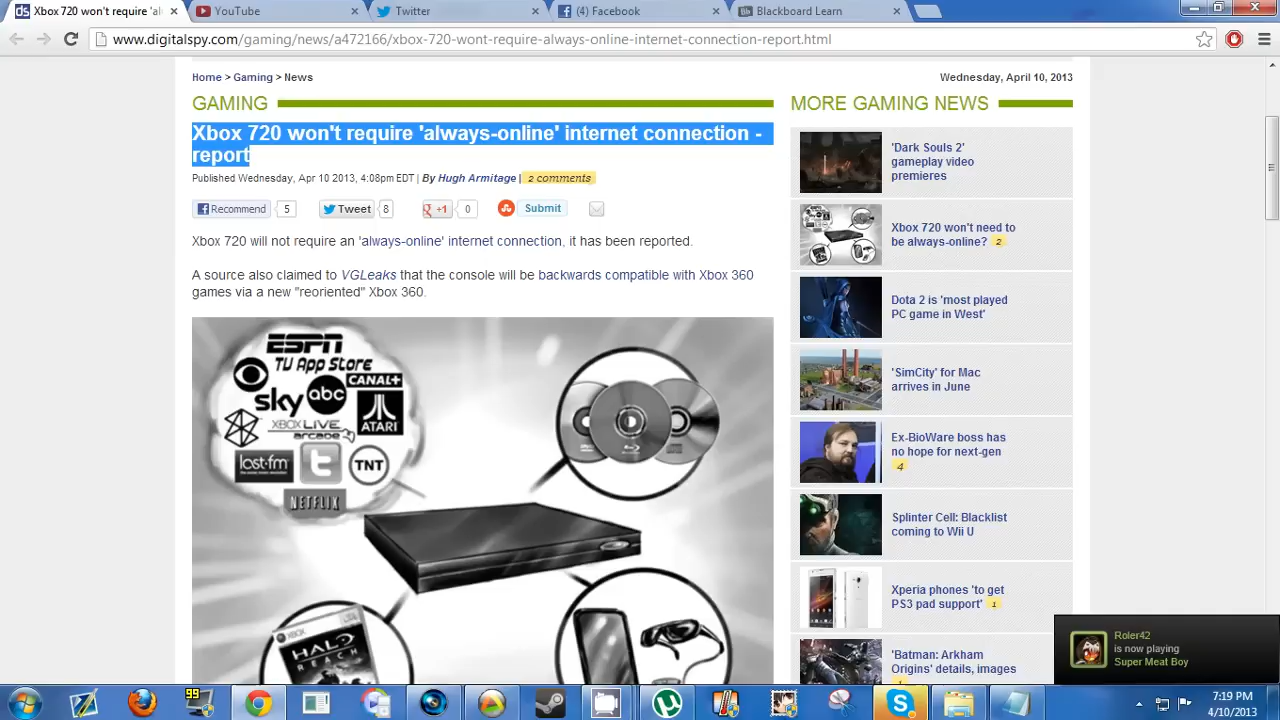 Xbox 720 won't require 'al
YouTube
Twitter
(4) Facebook
Blackboard Learn
www.digitalspy.com/gaming/news/a472166/xbox-720-wont-require-always-online-internet-connection-report.html
Home > Gaming > News
Wednesday, April 10, 2013
GAMING
MORE GAMING NEWS
Xbox 720 won't require 'always-online' internet connection -
report
Published Wednesday, Apr 10 2013, 4:08pm EDT | By Hugh Armitage | 2 comments
Recommend 5 Tweet 8 +1 0 Submit
Xbox 720 will not require an 'always-online' internet connection, it has been reported.
A source also claimed to VGLeaks that the console will be backwards compatible with Xbox 360
games via a new "reoriented" Xbox 360.
ESPN
TV App Store
CANAL+
sky
abc
ATARI
XBOX LIVE
arcade
last.fm
TNT
NETFLIX
XBOX
HALO
REACH
'Dark Souls 2'
gameplay video
premieres
Xbox 720 won't need to
be always-online? 2
Dota 2 is 'most played
PC game in West'
'SimCity' for Mac
arrives in June
Ex-BioWare boss has
no hope for next-gen
4
Splinter Cell: Blacklist
coming to Wii U
Xperia phones 'to get
PS3 pad support' 1
'Batman: Arkham
Origins' details, images
Roler42
is now playing
Super Meat Boy
99
7:19 PM
4/10/2013